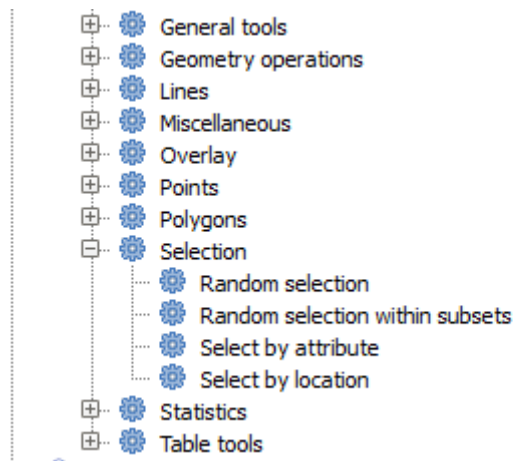 General tools
Geometry operations
Lines
Miscellaneous
Overlay
Points
Polygons
Selection
Random selection
Random selection within subsets
Select by attribute
Select by location
Statistics
Table tools